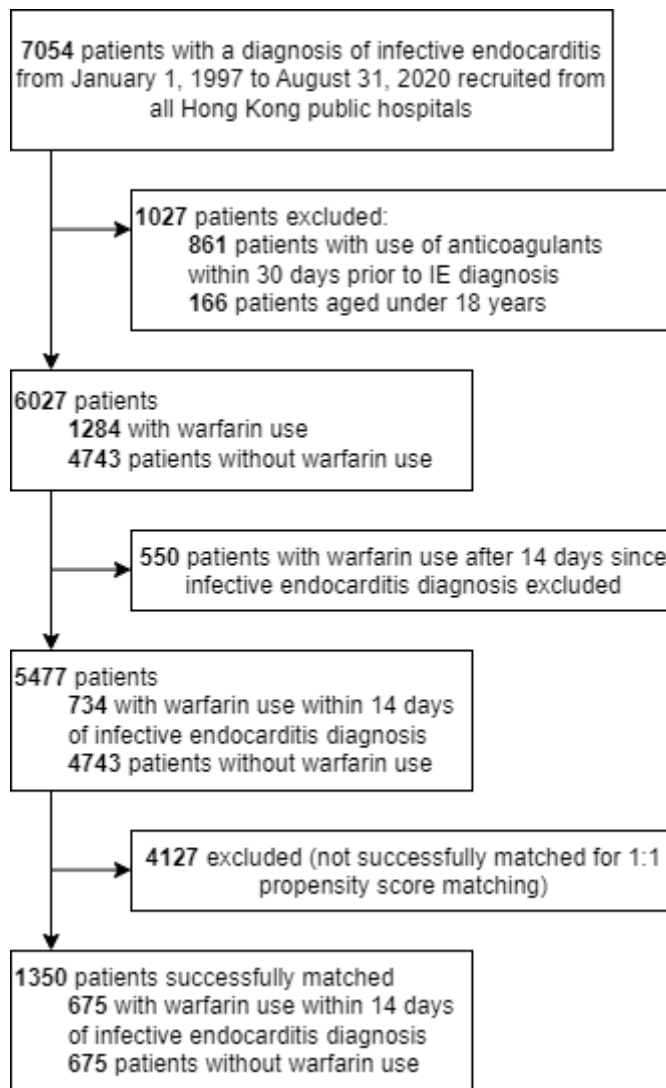 7054 patients with a diagnosis of infective endocarditis
from January 1, 1997 to August 31, 2020 recruited from
all Hong Kong public hospitals
1027 patients excluded:
861 patients with use of anticoagulants
within 30 days prior to IE diagnosis
166 patients aged under 18 years
6027 patients
1284 with warfarin use
4743 patients without warfarin use
550 patients with warfarin use after 14 days since
infective endocarditis diagnosis excluded
5477 patients
734 with warfarin use within 14 days
of infective endocarditis diagnosis
4743 patients without warfarin use
4127 excluded (not successfully matched for 1:1
propensity score matching)
1350 patients successfully matched
675 with warfarin use within 14 days
of infective endocarditis diagnosis
675 patients without warfarin use